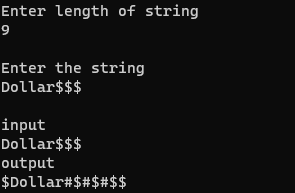 Enter length of string
9
Enter the string
Dollar$$$
input
Dollar$$$
output
$Dollar#$#$#$$